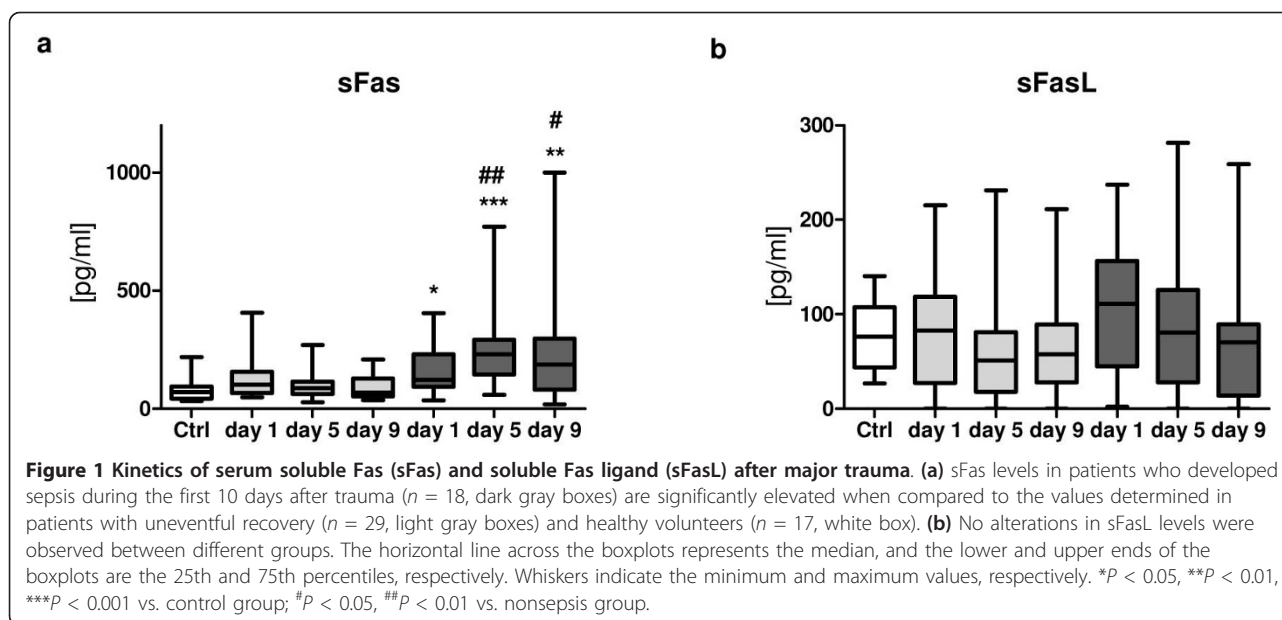 a
sFas
[pg/ml]
1000
500
0
*
##
***
#
**
Ctrl day 1 day 5 day 9 day 1 day 5 day 9
b
sFasL
[pg/ml]
300
200
100
0
Ctrl day 1 day 5 day 9 day 1 day 5 day 9
Figure 1 Kinetics of serum soluble Fas (sFas) and soluble Fas ligand (sFasL) after major trauma. (a) sFas levels in patients who developed
sepsis during the first 10 days after trauma (n = 18, dark gray boxes) are significantly elevated when compared to the values determined in
patients with uneventful recovery (n = 29, light gray boxes) and healthy volunteers (n = 17, white box). (b) No alterations in sFasL levels were
observed between different groups. The horizontal line across the boxplots represents the median, and the lower and upper ends of the
boxplots are the 25th and 75th percentiles, respectively. Whiskers indicate the minimum and maximum values, respectively. *P < 0.05, **P < 0.01,
***P < 0.001 vs. control group; #P < 0.05, ##P < 0.01 vs. nonsepsis group.